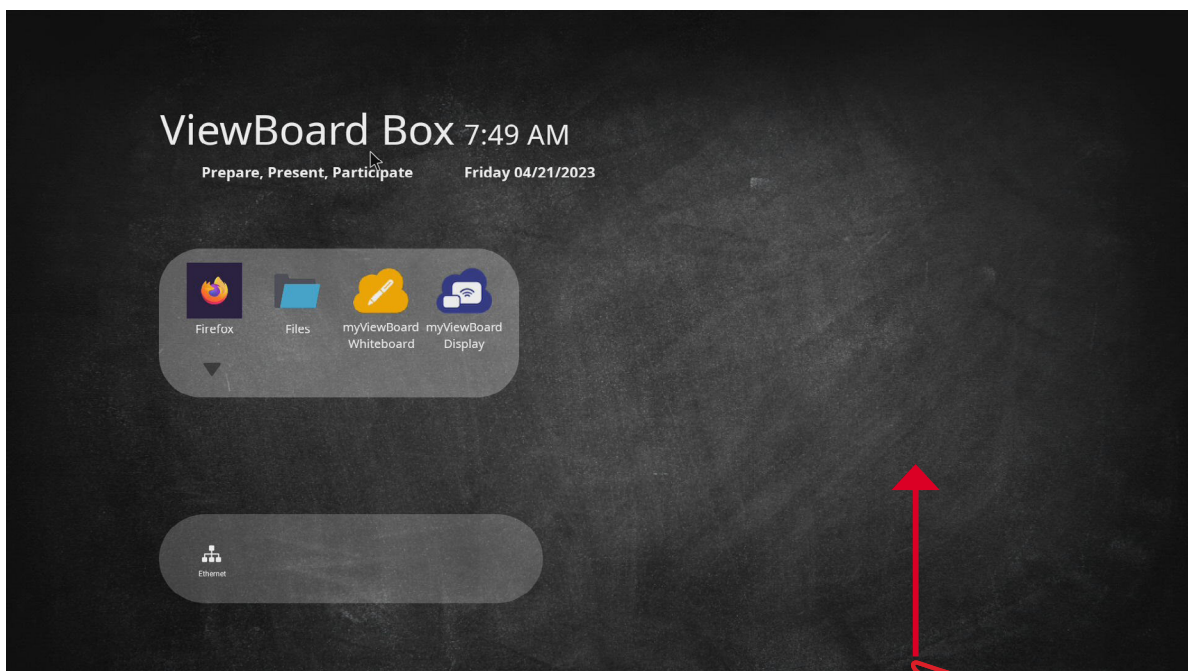 ViewBoard Box 7:49 AM
Prepare, Present, Participate Friday 04/21/2023
Firefox
Files
myViewBoard
Whiteboard
myViewBoard
Display
Ethernet